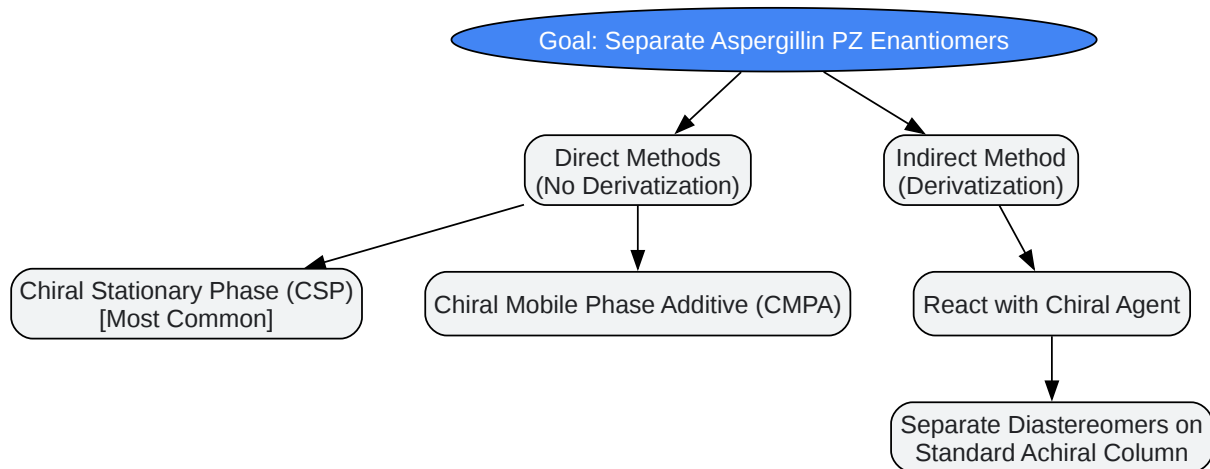 Goal: Separate Aspergillin PZ Enantiomers
Direct Methods
(No Derivatization)
Indirect Method
(Derivatization)
Chiral Stationary Phase (CSP)
[Most Common]
Chiral Mobile Phase Additive (CMPA)
React with Chiral Agent
Separate Diastereomers on
Standard Achiral Column